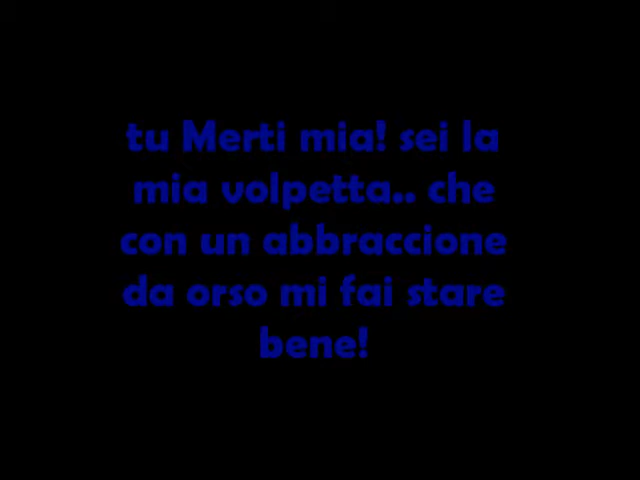 tu Merti mia! sei la
mia volpetta.. che
con un abbraccione
da orso mi fai stare
bene!